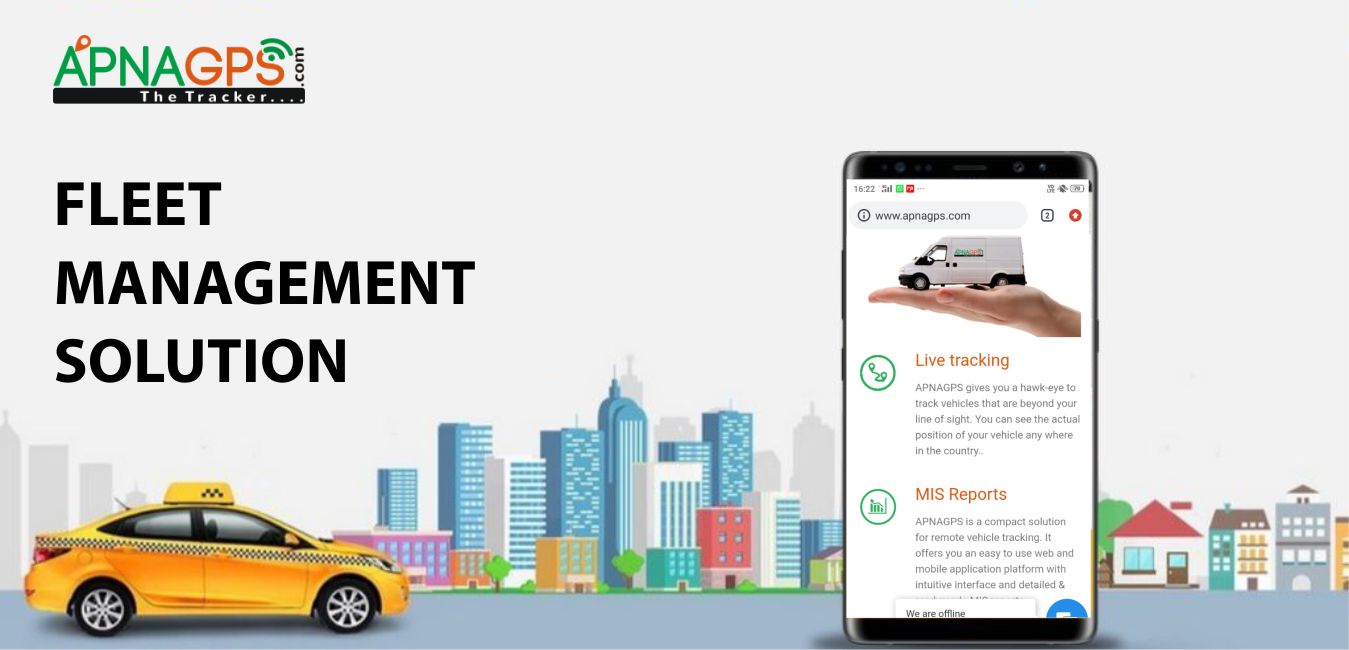 APNAGPS.com
The Tracker....
FLEET
MANAGEMENT
SOLUTION
16:22
www.apnagps.com
2
APNAGPS
Live tracking
APNAGPS gives you a hawk-eye to
track vehicles that are beyond your
line of sight. You can see the actual
position of your vehicle any where
in the country..
MIS Reports
APNAGPS is a compact solution
for remote vehicle tracking. It
offers you an easy to use web and
mobile application platform with
intuitive interface and detailed &
We are offline